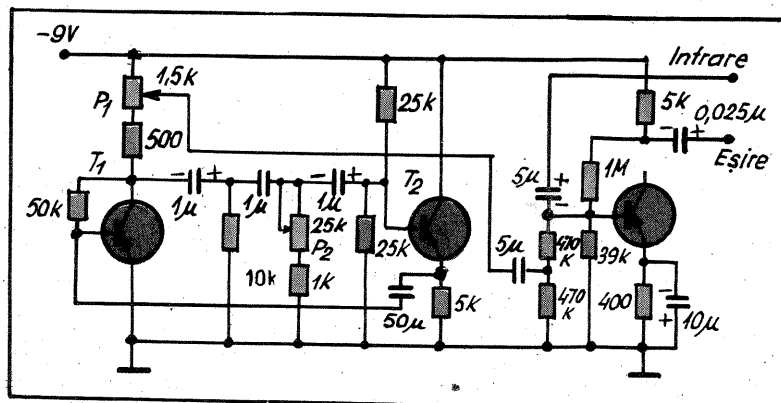 -9V
Intrare
P1
1,5K
500
25K
5K
0,025μ
- +
Eșire
T1
- +
1μ
1μ
- +
1μ
T2
5μ
+
-
1M
50K
25K
P2
10K
1K
25K
5μ
470
K
39K
470
K
50μ
5K
400
-
+
10μ